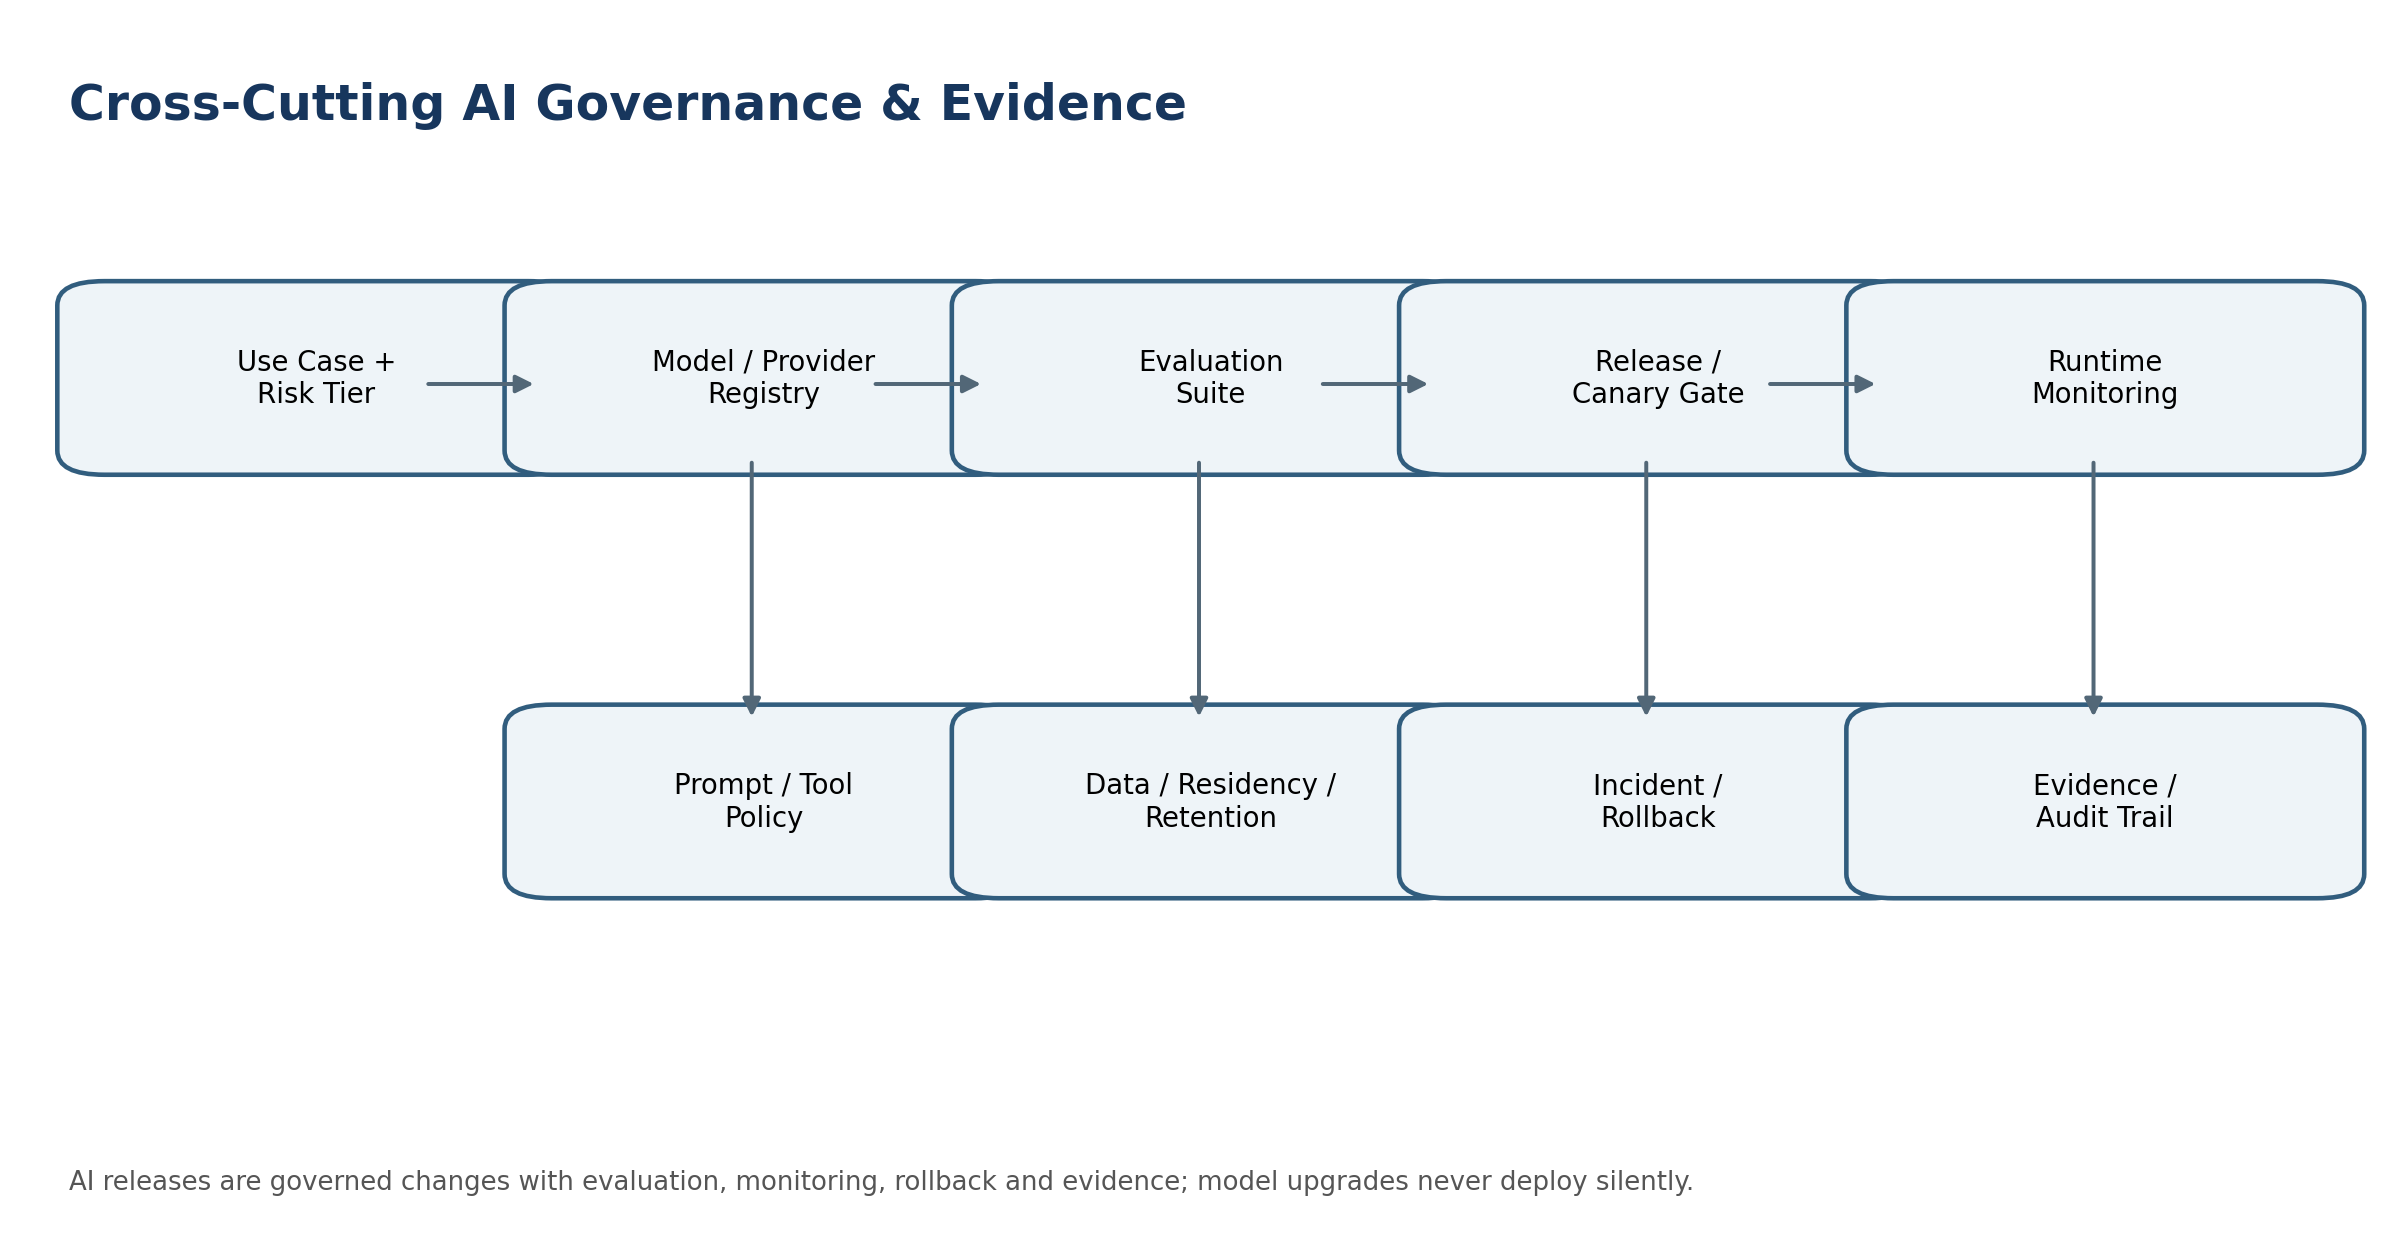 Cross-Cutting AI Governance & Evidence
Use Case +
Risk Tier
Model / Provider
Registry
Evaluation
Suite
Release /
Canary Gate
Runtime
Monitoring
Prompt / Tool
Policy
Data / Residency /
Retention
Incident /
Rollback
Evidence /
Audit Trail
AI releases are governed changes with evaluation, monitoring, rollback and evidence; model upgrades never deploy silently.